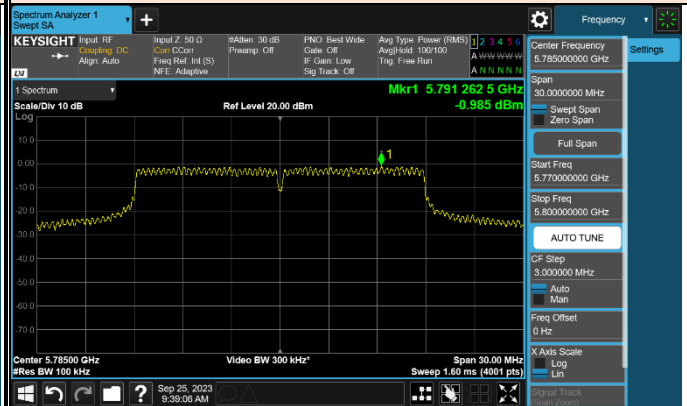 Spectrum Analyzer 1
Swept SA
+
Frequency
KEYSIGHT Input: RF Input Z: 50 Ω #Atten: 30 dB PNO: Best Wide Avg Type: Power (RMS) 1 2 3 4 5 6
Coupling: DC Corr CCorr Preamp: Off Gate: Off Avg|Hold: 100/100 A W W W W W
Align: Auto Freq Ref: Int (S) IF Gain: Low Trig: Free Run
NFE: Adaptive Sig Track: Off A N N N N N
LXI
1 Spectrum
Mkr1 5.791 262 5 GHz
Scale/Div 10 dB Ref Level 20.00 dBm -0.985 dBm
Log
10.0
0.00
-10.0
-20.0
-30.0
-40.0
-50.0
-60.0
-70.0
1
Center 5.78500 GHz Video BW 300 kHz* Span 30.00 MHz
#Res BW 100 kHz Sweep 1.60 ms (4001 pts)
Sep 25, 2023
9:39:06 AM
?
Settings
Center Frequency
5.785000000 GHz
Span
30.0000000 MHz
Swept Span
Zero Span
Full Span
Start Freq
5.770000000 GHz
Stop Freq
5.800000000 GHz
AUTO TUNE
CF Step
3.000000 MHz
Auto
Man
Freq Offset
0 Hz
X Axis Scale
Log
Lin
Signal Track
(Span Zoom)